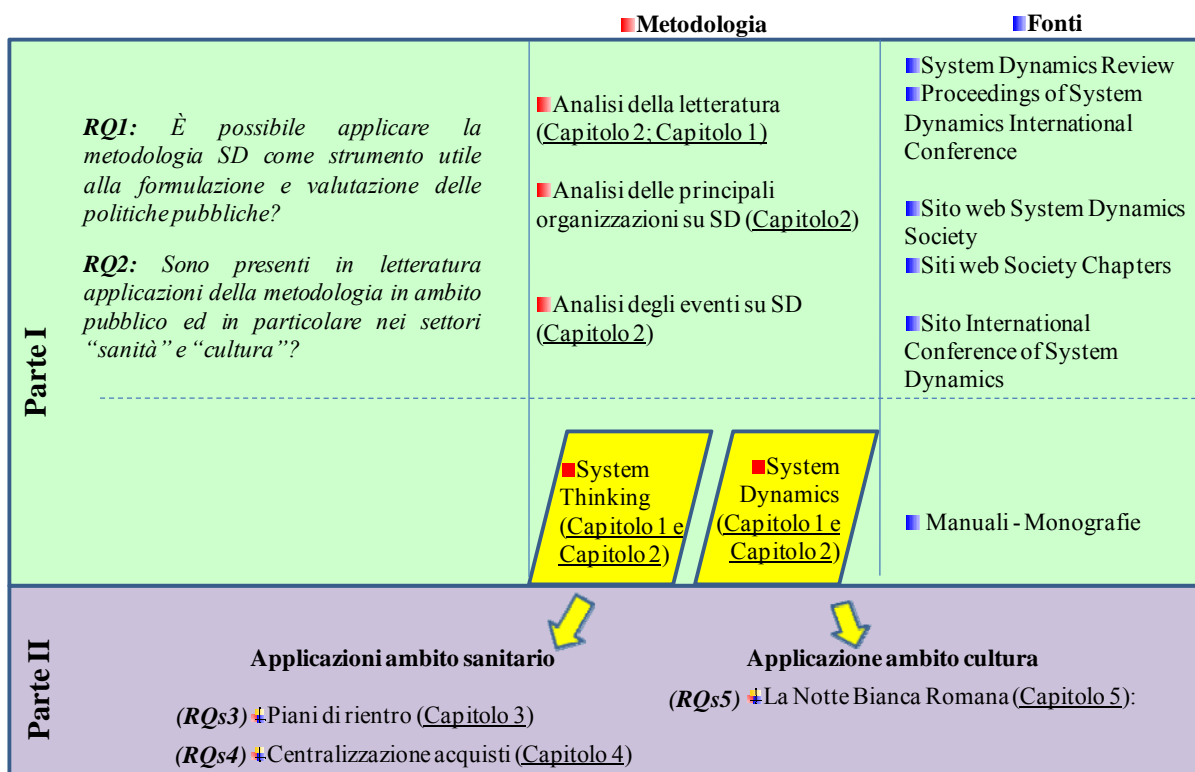 Metodologia
Fonti
Parte I
RQ1: È possibile applicare la
metodologia SD come strumento utile
alla formulazione e valutazione delle
politiche pubbliche?
RQ2: Sono presenti in letteratura
applicazioni della metodologia in ambito
pubblico ed in particolare nei settori
“sanità” e “cultura”?
Analisi della letteratura
(Capitolo 2; Capitolo 1)
Analisi delle principali
organizzazioni su SD (Capitolo2)
Analisi degli eventi su SD
(Capitolo 2)
System Dynamics Review
Proceedings of System
Dynamics International
Conference
Sito web System Dynamics
Society
Siti web Society Chapters
Sito International
Conference of System
Dynamics
System
Thinking
(Capitolo 1 e
Capitolo 2)
System
Dynamics
(Capitolo 1 e
Capitolo 2)
Manuali - Monografie
Parte II
Applicazioni ambito sanitario
(RQs3) Piani di rientro (Capitolo 3)
(RQs4) Centralizzazione acquisti (Capitolo 4)
Applicazione ambito cultura
(RQs5) La Notte Bianca Romana (Capitolo 5):